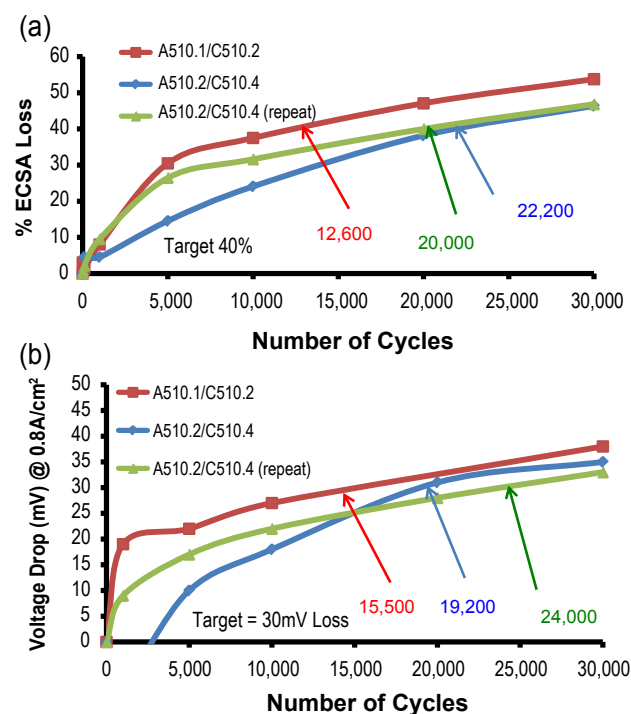 (a)
A510.1/C510.2
A510.2/C510.4
A510.2/C510.4 (repeat)
60
50
40
30
20
10
0
% ECSA Loss
12,600
20,000
22,200
Target 40%
0
5,000
10,000
15,000
20,000
25,000
30,000
Number of Cycles
(b)
A510.1/C510.2
A510.2/C510.4
A510.2/C510.4 (repeat)
50
45
40
35
30
25
20
15
10
5
0
Voltage Drop (mV) @ 0.8A/cm²
15,500
19,200
24,000
Target = 30mV Loss
0
5,000
10,000
15,000
20,000
25,000
30,000
Number of Cycles